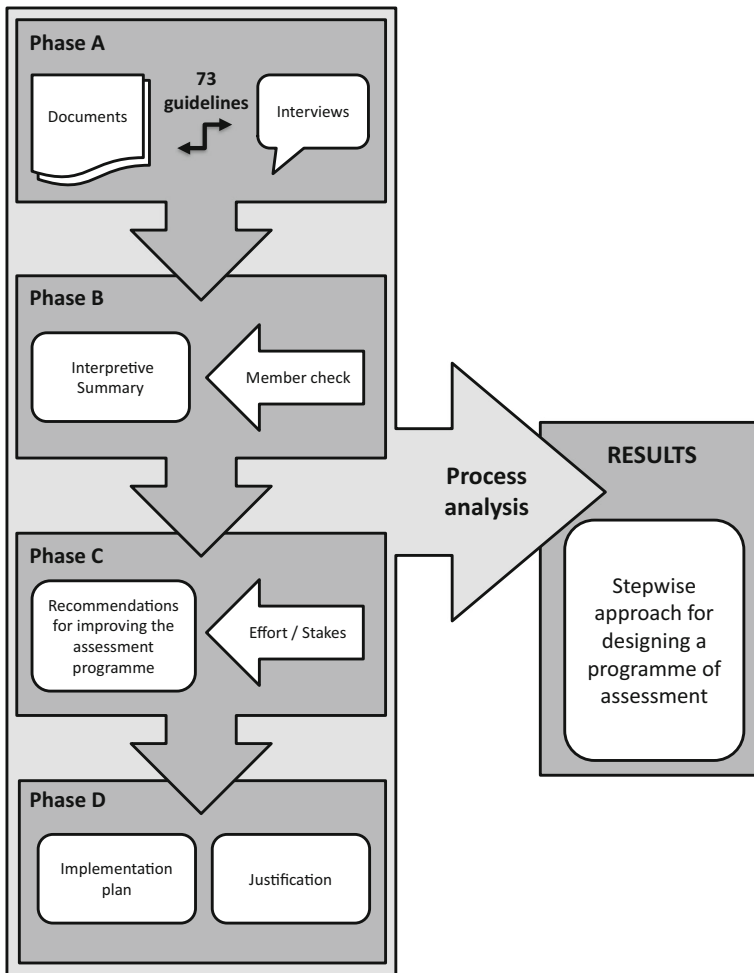 Phase A
73
guidelines
Documents
Interviews
Phase B
Interpretive
Summary
Member check
Phase C
Recommendations
for improving the
assessment
programme
Effort / Stakes
Phase D
Implementation
plan
Justification
Process
analysis
RESULTS
Stepwise
approach for
designing a
programme of
assessment